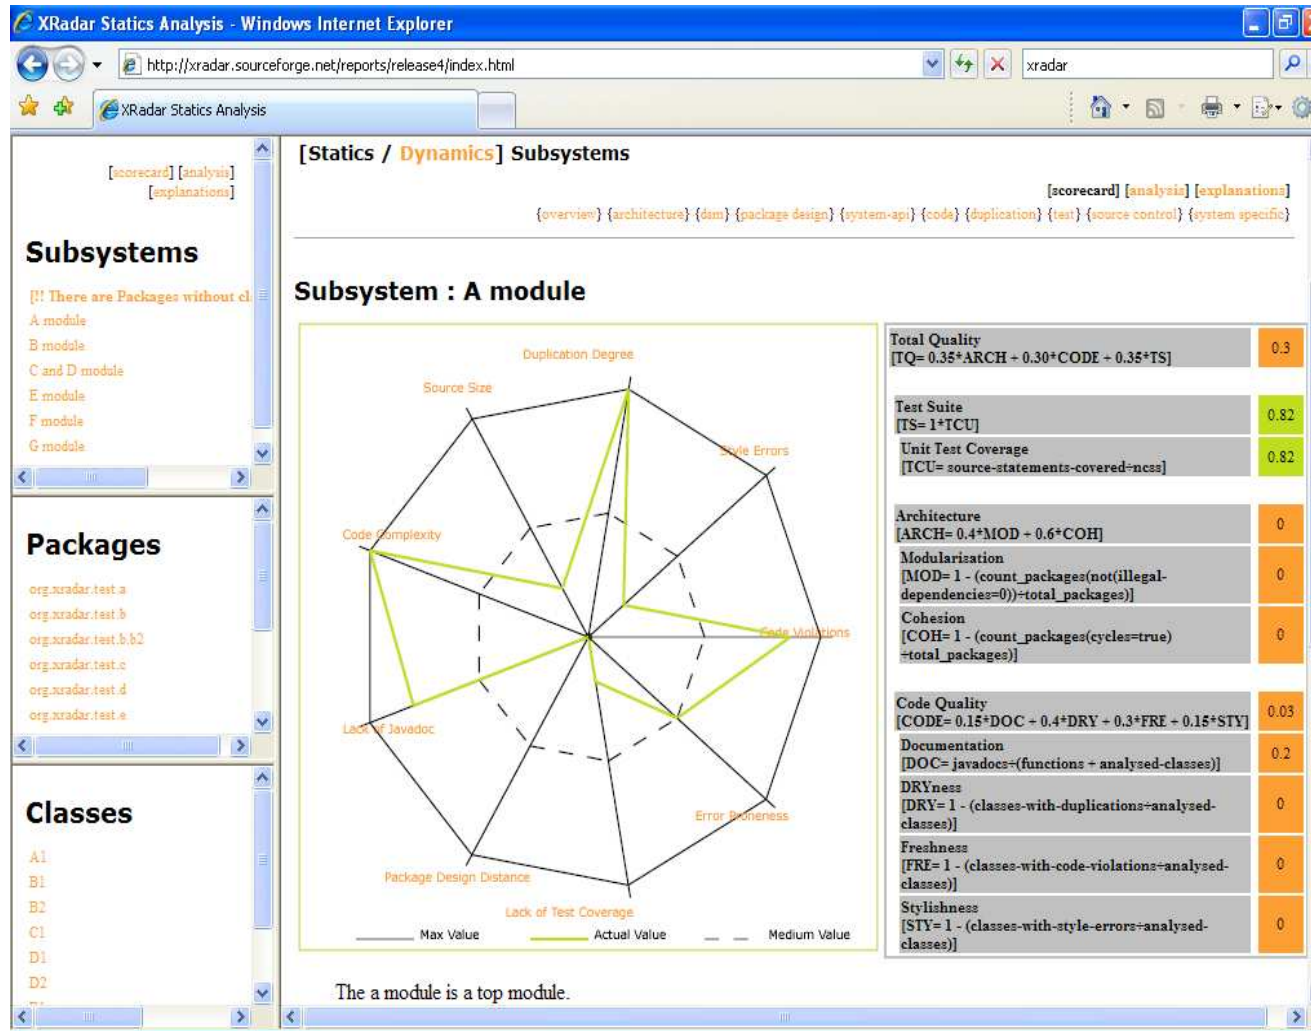 XRadar Statics Analysis - Windows Internet Explorer
http://xradar.sourceforge.net/reports/release4/index.html
xradar
XRadar Statics Analysis
[scorecard] [analysis]
[explanations]
Subsystems
[!! There are Packages without cl
A module
B module
C and D module
E module
F module
G module
Packages
org.xradar.test.a
org.xradar.test.b
org.xradar.test.b.b2
org.xradar.test.c
org.xradar.test.d
org.xradar.test.e
Classes
A1
B1
B2
C1
D1
D2
[Statics / Dynamics] Subsystems
[scorecard] [analysis] [explanations]
{overview} {architecture} {dsm} {package design} {system-api} {code} {duplication} {test} {source control} {system specific}
Subsystem : A module
Duplication Degree
Source Size
Style Errors
Code Complexity
Code Violations
Lack of Javadoc
Error Proneness
Package Design Distance
Lack of Test Coverage
Max Value
Actual Value
Medium Value
Total Quality
[TQ= 0.35*ARCH + 0.30*CODE + 0.35*TS]
0.3
Test Suite
[TS= 1*TCU]
0.82
Unit Test Coverage
[TCU= source-statements-covered÷ncss]
0.82
Architecture
[ARCH= 0.4*MOD + 0.6*COH]
0
Modularisation
[MOD= 1 - (count_packages(not(illegal-
dependencies=0))÷total_packages)]
0
Cohesion
[COH= 1 - (count_packages(cycles=true)
÷total_packages)]
0
Code Quality
[CODE= 0.15*DOC + 0.4*DRY + 0.3*FRE + 0.15*STY]
0.03
Documentation
[DOC= javadocs÷(functions + analysed-classes)]
0.2
DRYness
[DRY= 1 - (classes-with-duplications÷analysed-
classes)]
0
Freshness
[FRE= 1 - (classes-with-code-violations÷analysed-
classes)]
0
Stylishness
[STY= 1 - (classes-with-style-errors÷analysed-
classes)]
0
The a module is a top module.